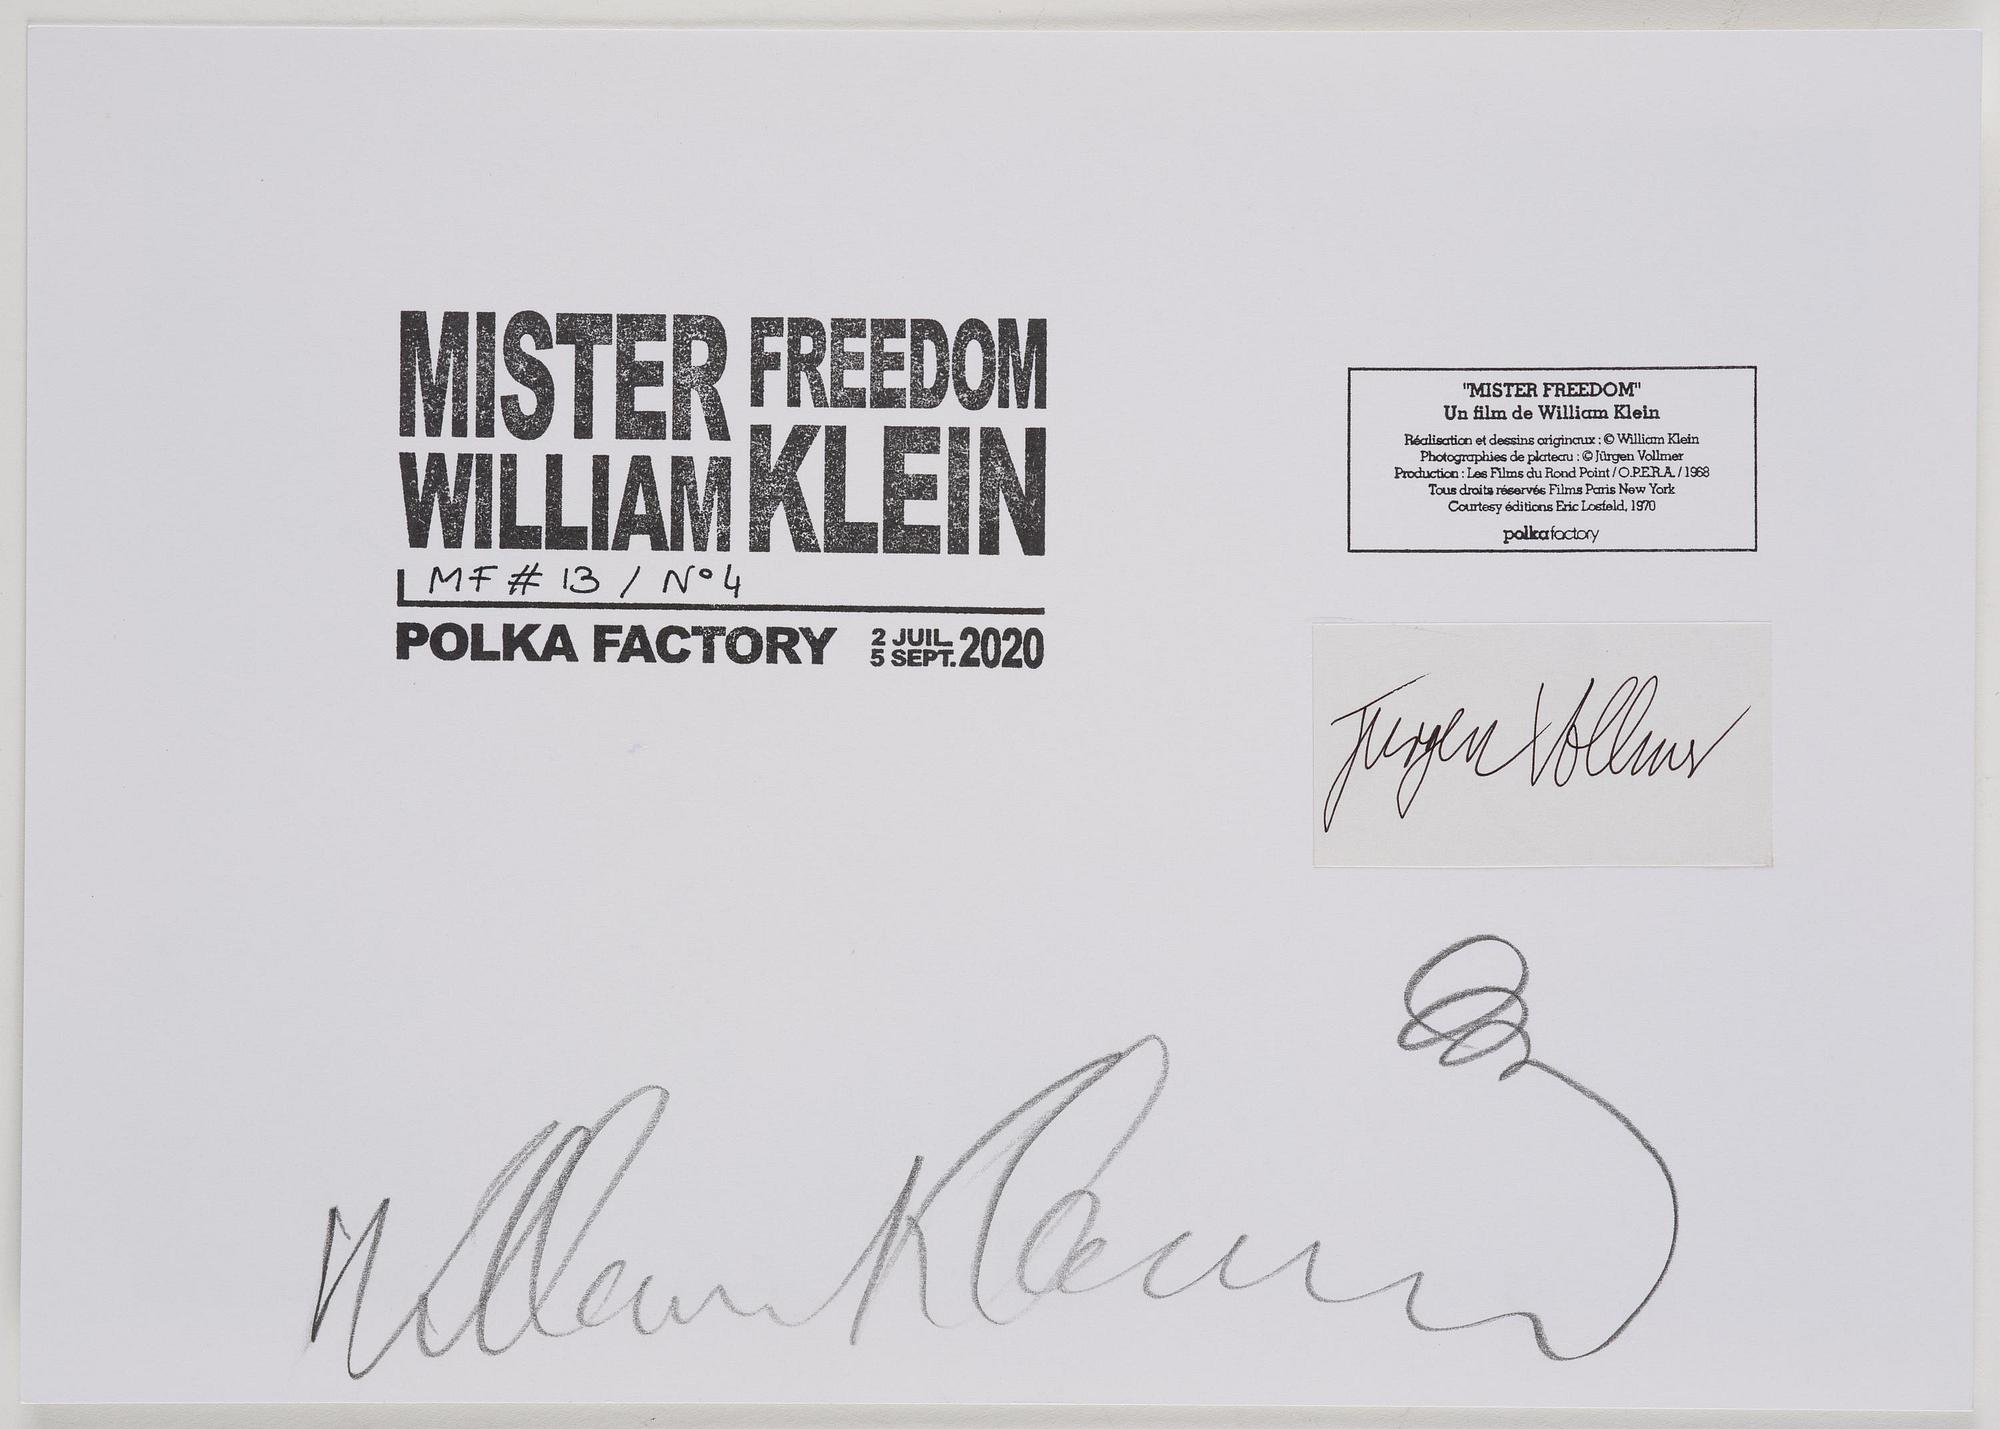 MISTER FREEDOM
WILLIAM KLEIN
MF # 13 / N° 4
POLKA FACTORY 2 JUIL. 5 SEPT. 2020
"MISTER FREEDOM"
Un film de William Klein
Réalisation et dessins originaux : © William Klein
Photographies de plateau : © Jürgen Vollmer
Production : Les Films du Rond Point / O.P.E.R.A. / 1968
Tous droits réservés Films Paris New York
Courtesy éditions Eric Losfeld, 1970
polkafactory
Jürgen Vollmer
William Klein